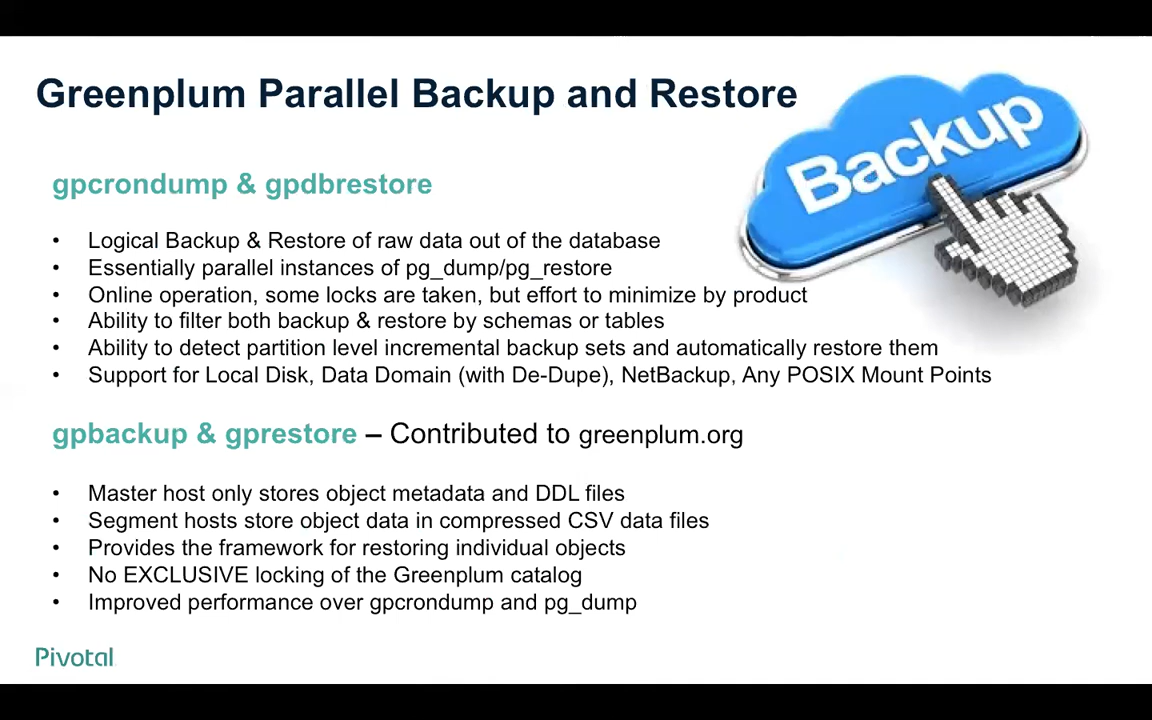 Greenplum Parallel Backup and Restore
Backup
gpcrondump & gpdbrestore
• Logical Backup & Restore of raw data out of the database
• Essentially parallel instances of pg_dump/pg_restore
• Online operation, some locks are taken, but effort to minimize by product
• Ability to filter both backup & restore by schemas or tables
• Ability to detect partition level incremental backup sets and automatically restore them
• Support for Local Disk, Data Domain (with De-Dupe), NetBackup, Any POSIX Mount Points
gpbackup & gprestore – Contributed to greenplum.org
• Master host only stores object metadata and DDL files
• Segment hosts store object data in compressed CSV data files
• Provides the framework for restoring individual objects
• No EXCLUSIVE locking of the Greenplum catalog
• Improved performance over gpcrondump and pg_dump
Pivotal